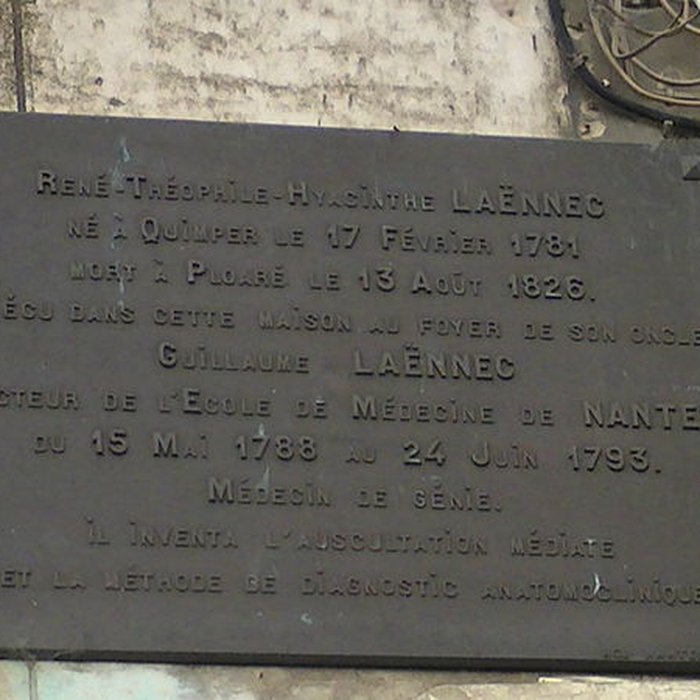 René-Théophile-Hyacinthe LAËNNEC
né à Quimper le 17 Février 1781
mort à Ploaré le 13 Août 1826.
écu dans cette maison au foyer de son oncle
Guillaume LAËNNEC
cteur de l'Ecole de Médecine de NANTE
du 15 Mai 1788 au 24 Juin 1793.
Médecin de génie.
il inventa l'auscultation médiate
et la méthode de diagnostic anatomoclinique